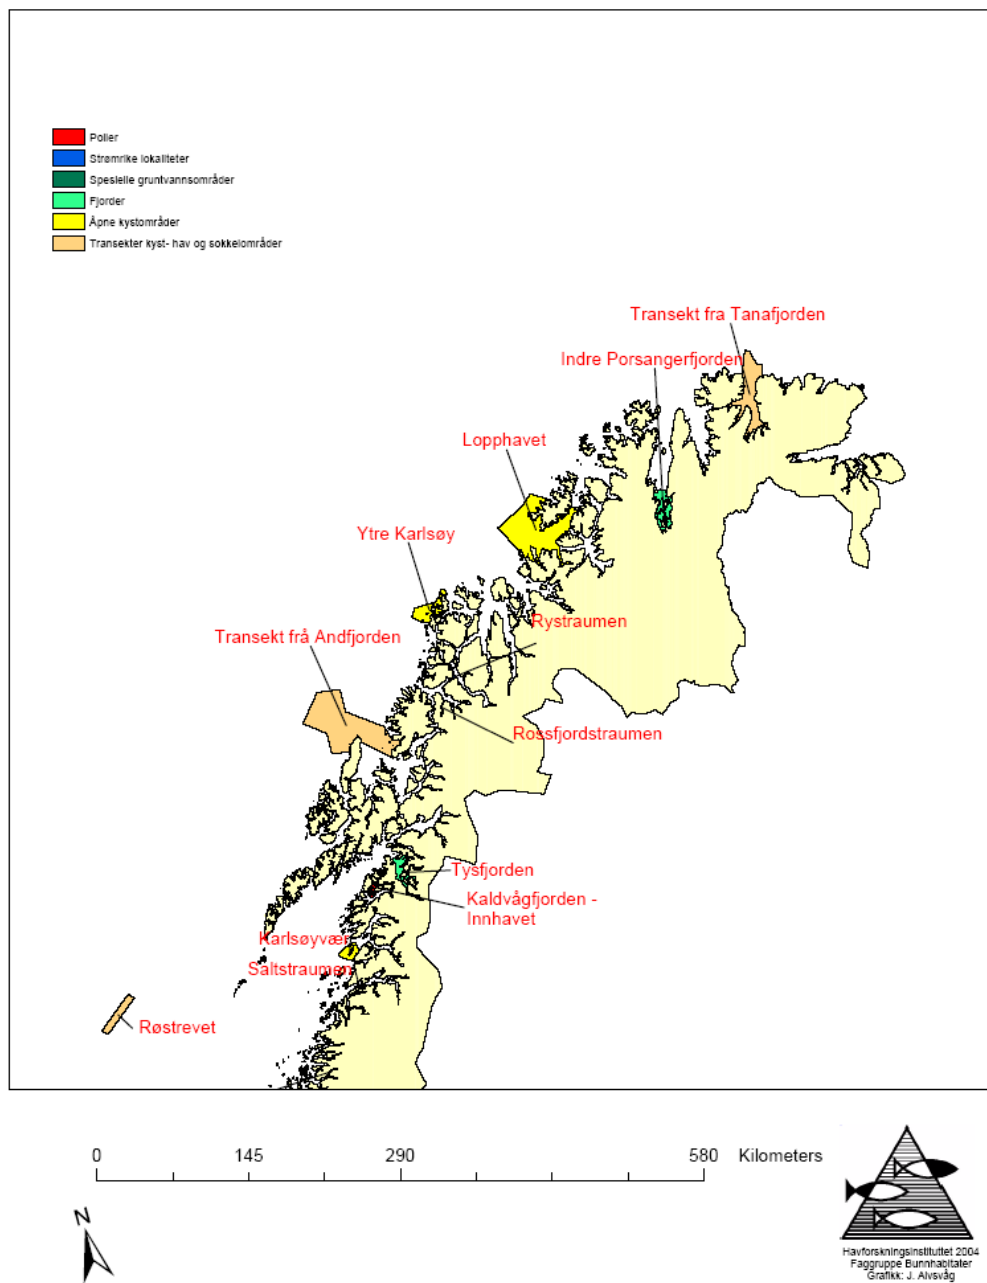 Poller
Strømrike lokaliteter
Spesielle gruntvannsområder
Fjorder
Åpne kystområder
Transekter kyst- hav og sokkelområder
Transekt fra Tanafjorden
Indre Porsangerfjorden
Lopphavet
Ytre Karlsøy
Rystraumen
Transekt frå Andfjorden
Rossfjordstraumen
Tysfjorden
Kaldvågfjorden -
Innhavet
Karlsøyvær
Saltstraumen
Røstrevet
0 145 290 580 Kilometers
N
Havforskningsinstituttet 2004
Faggruppe Bunnhabitater
Grafikk: J. Alvsvåg